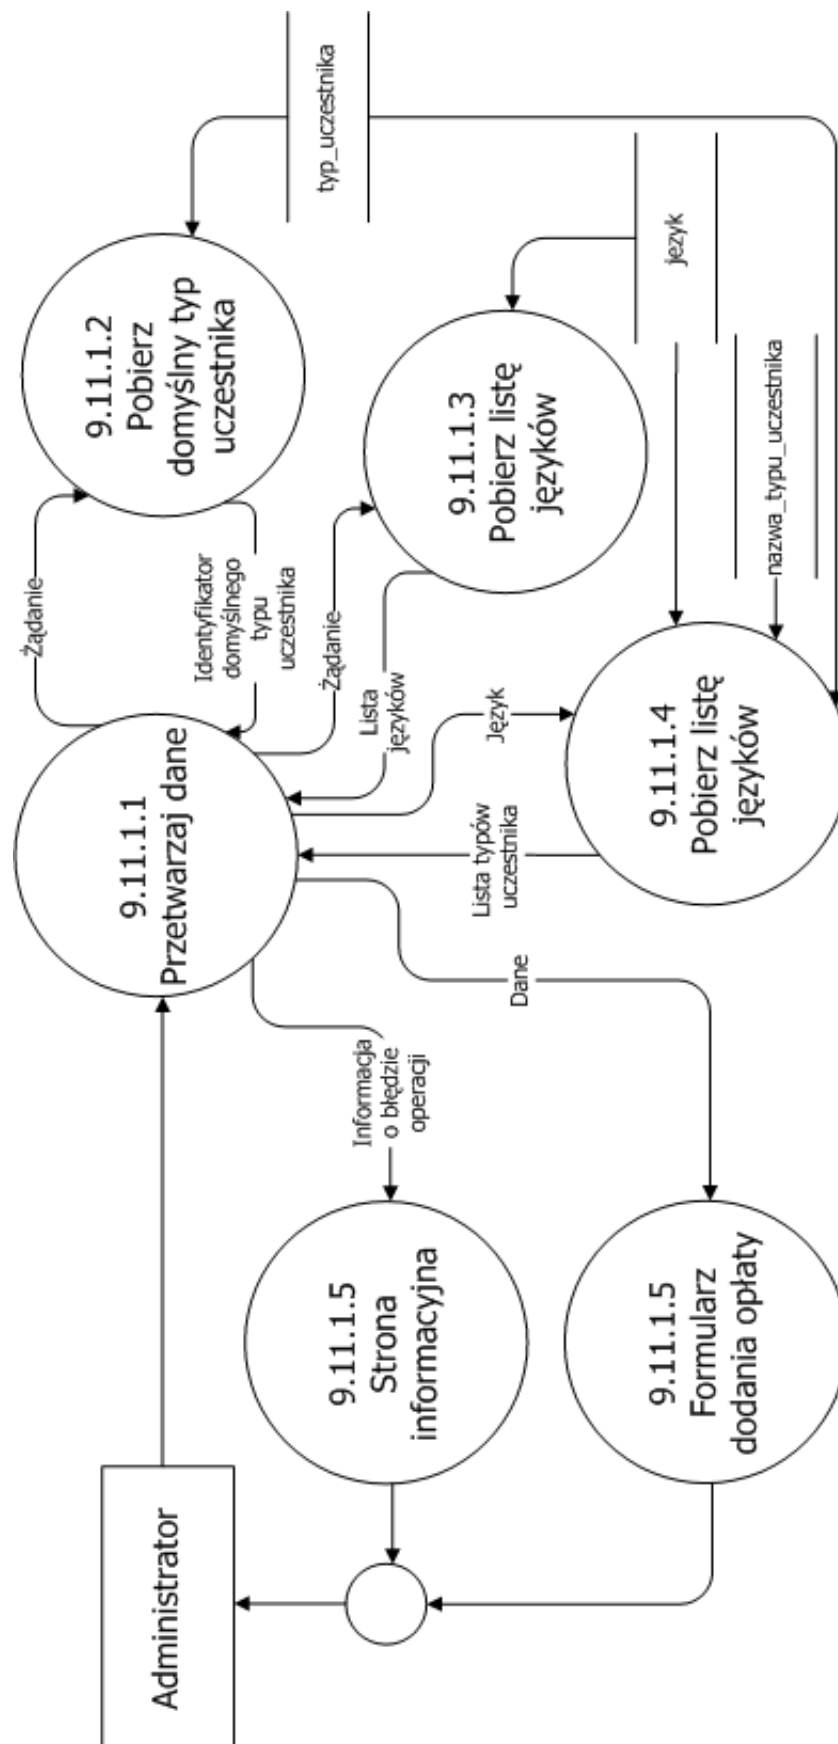 Administrator
9.11.1.1
Przetwarzaj dane
Żądanie
9.11.1.2
Pobierz
domyślny typ
uczestnika
typ_uczestnika
Identyfikator
domyślnego
typu
uczestnika
Żądanie
9.11.1.3
Pobierz listę
języków
język
Lista
języków
Język
9.11.1.4
Pobierz listę
języków
nazwa_typu_uczestnika
Lista typów
uczestnika
Dane
Informacja
o błędzie
operacji
9.11.1.5
Strona
informacyjna
9.11.1.5
Formularz
dodania opłaty